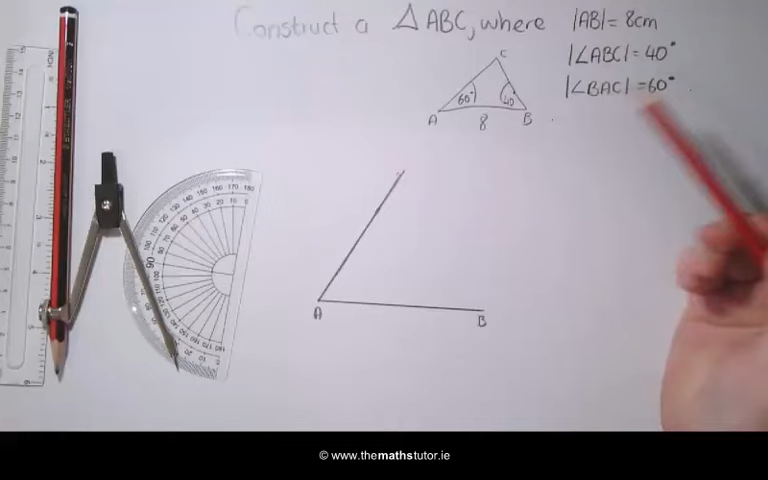 Construct a △ABC, where |AB| = 8cm
|∠ABC| = 40°
|∠BAC| = 60°
C
60° 40°
A 8 B
A B
© www.themathstutor.ie